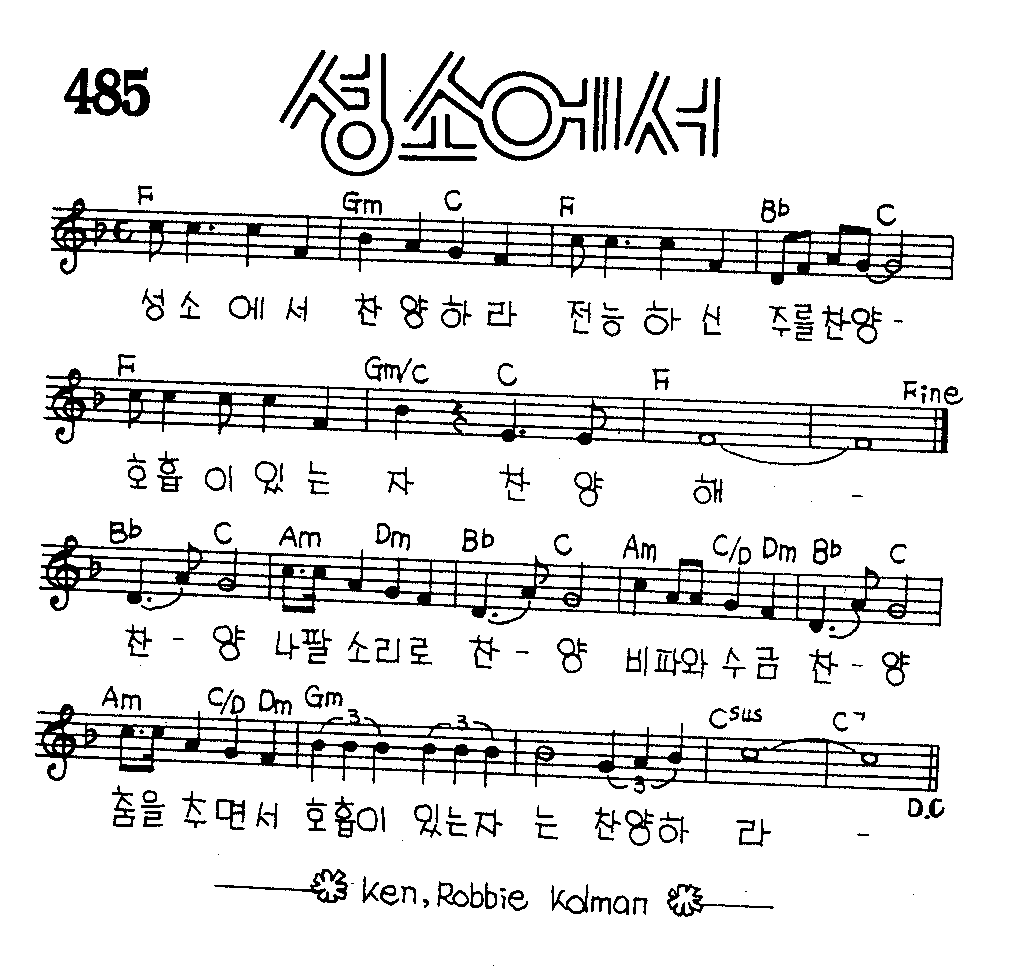 485
성소에서
F Gm C F Bb C
성소에서 찬양하라 전능하신 주를찬양-
F Gm/C C F Fine
호흡이있는 자 찬양 해 -
Bb C Am Dm Bb C Am C/D Dm Bb C
찬-양 나팔소리로 찬-양 비파와수금 찬-양
Am C/D Dm Gm Csus C7
3 3 3
춤을 추면서 호흡이 있는자 는 찬양하 라 -
D.C
Ken, Robbie Kolman